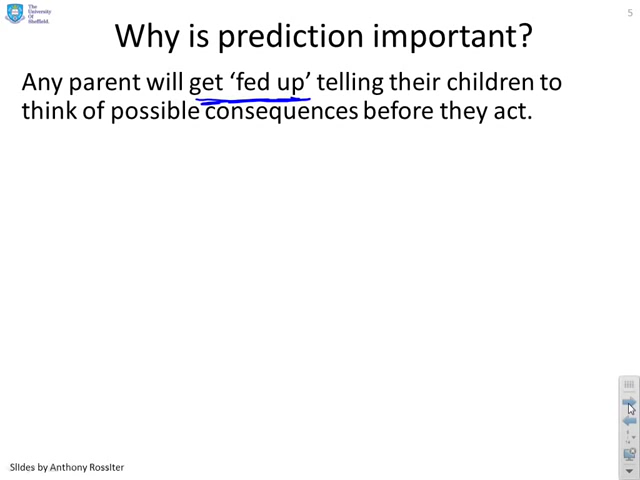 The
University
Of
Sheffield.
5
Why is prediction important?
Any parent will get ‘fed up’ telling their children to
think of possible consequences before they act.
Slides by Anthony Rossiter